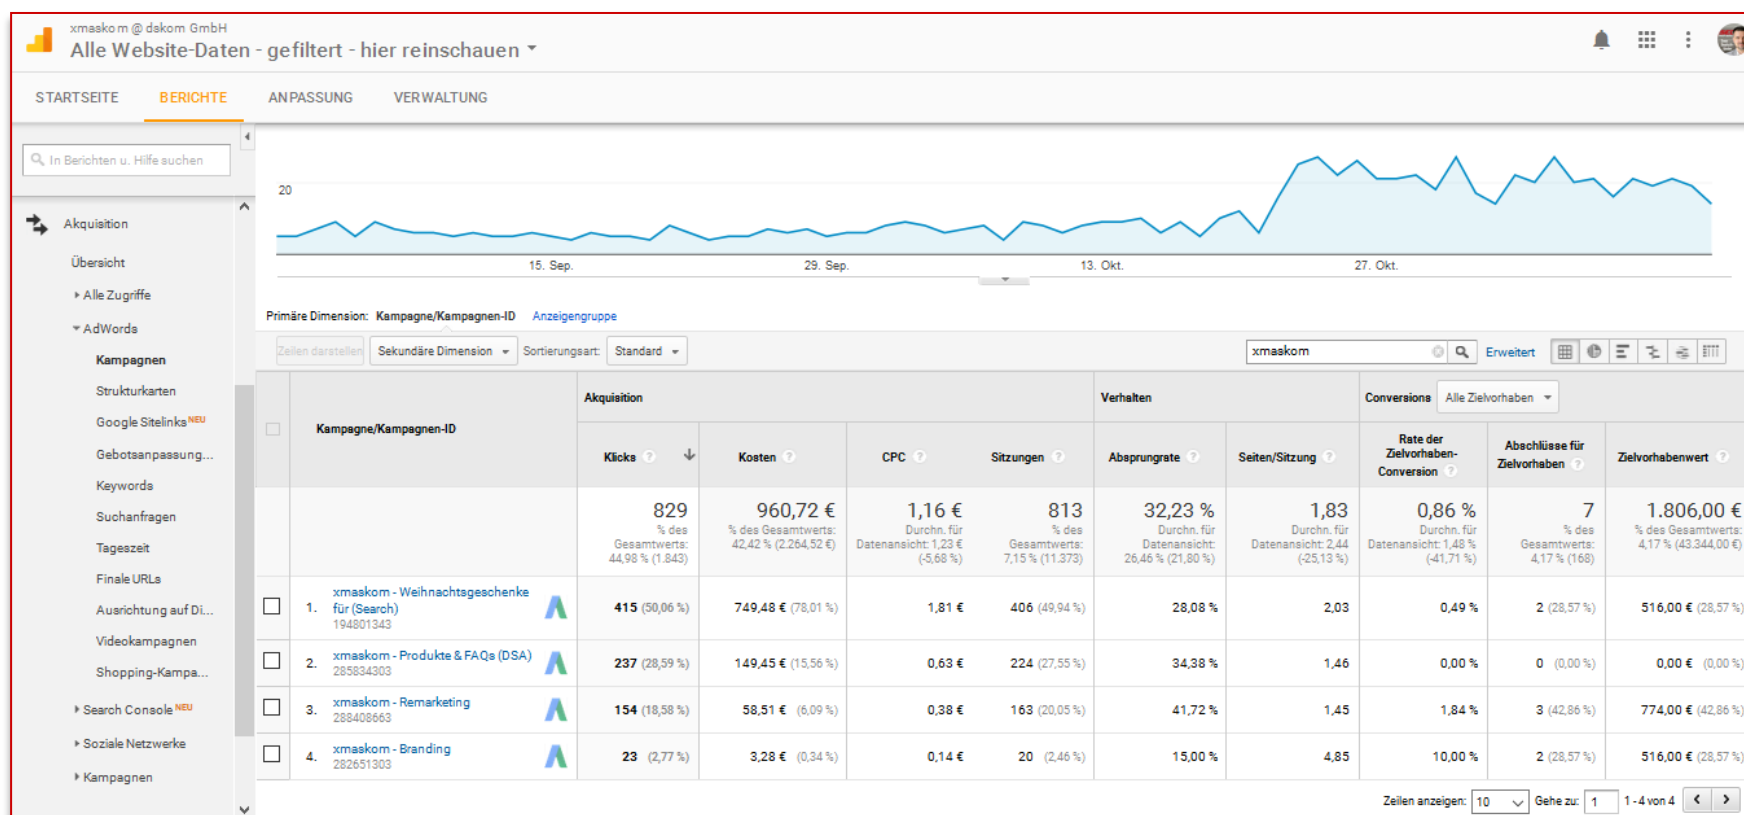 xmaskom @ dskom GmbH
Alle Website-Daten - gefiltert - hier reinschauen
STARTSEITE BERICHTE ANPASSUNG VERWALTUNG
In Berichten u. Hilfe suchen
Akquisition
Übersicht
Alle Zugriffe
AdWords
Kampagnen
Strukturkarten
Google Sitelinks NEU
Gebotsanpassung...
Keywords
Suchanfragen
Tageszeit
Finale URLs
Ausrichtung auf Di...
Videokampagnen
Shopping-Kampa...
Search Console NEU
Soziale Netzwerke
Kampagnen
20
15. Sep. 29. Sep. 13. Okt. 27. Okt.
Primäre Dimension: Kampagne/Kampagnen-ID Anzeigengruppe
Zeilen darstellen Sekundäre Dimension Sortierungsart: Standard xmaskom Erweitert
Kampagne/Kampagnen-ID
Akquisition Verhalten Conversions Alle Zielvorhaben
Klicks ? Kosten ? CPC ? Sitzungen ? Absprungrate ? Seiten/Sitzung ? Rate der Zielvorhaben-Conversion ? Abschlüsse für Zielvorhaben ? Zielvorhabenwert ?
829 960,72 € 1,16 € 813 32,23 % 1,83 0,86 % 7 1.806,00 €
% des Gesamtwerts: 44,98 % (1.843)
% des Gesamtwerts: 42,42 % (2.264,52 €)
Durchn. für Datenansicht: 1,23 € (-5,68 %)
% des Gesamtwerts: 7,15 % (11.373)
Durchn. für Datenansicht: 26,46 % (21,80 %)
Durchn. für Datenansicht: 2,44 (-25,13 %)
Durchn. für Datenansicht: 1,48 % (-41,71 %)
% des Gesamtwerts: 4,17 % (168)
% des Gesamtwerts: 4,17 % (43.344,00 €)
1. xmaskom - Weihnachtsgeschenke für (Search) 194801343 415 (50,06 %) 749,48 € (78,01 %) 1,81 € 406 (49,94 %) 28,08 % 2,03 0,49 % 2 (28,57 %) 516,00 € (28,57 %)
2. xmaskom - Produkte & FAQs (DSA) 285834303 237 (28,59 %) 149,45 € (15,56 %) 0,63 € 224 (27,55 %) 34,38 % 1,46 0,00 % 0 (0,00 %) 0,00 € (0,00 %)
3. xmaskom - Remarketing 288408663 154 (18,58 %) 58,51 € (6,09 %) 0,38 € 163 (20,05 %) 41,72 % 1,45 1,84 % 3 (42,86 %) 774,00 € (42,86 %)
4. xmaskom - Branding 282651303 23 (2,77 %) 3,28 € (0,34 %) 0,14 € 20 (2,46 %) 15,00 % 4,85 10,00 % 2 (28,57 %) 516,00 € (28,57 %)
Zeilen anzeigen: 10 Gehe zu: 1 1 - 4 von 4